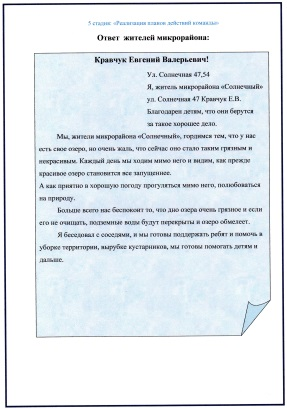 5 стадия: «Реализация планов действий команды»
Ответ жителей микрорайона:
Кравчук Евгений Валерьевич!
Ул. Солнечная 47,54
Я, житель микрорайона «Солнечный»
ул. Солнечная 47 Кравчук Е.В.
Благодарен детям, что они берутся
за такое хорошее дело.
Мы, жители микрорайона «Солнечный», гордимся тем, что у нас
есть свое озеро, но очень жаль, что сейчас оно стало таким грязным и
некрасивым. Каждый день мы ходим мимо него и видим, как прежде
красивое озеро становится все запущеннее.
А как приятно в хорошую погоду прогуляться мимо него, полюбоваться
на природу.
Больше всего нас беспокоит то, что дно озера очень грязное и если
его не очищать, подземные воды будут перекрыты и озеро обмелеет.
Я беседовал с соседями, и мы готовы поддержать ребят и помочь в
уборке территории, вырубке кустарников, мы готовы помогать детям и
дальше.